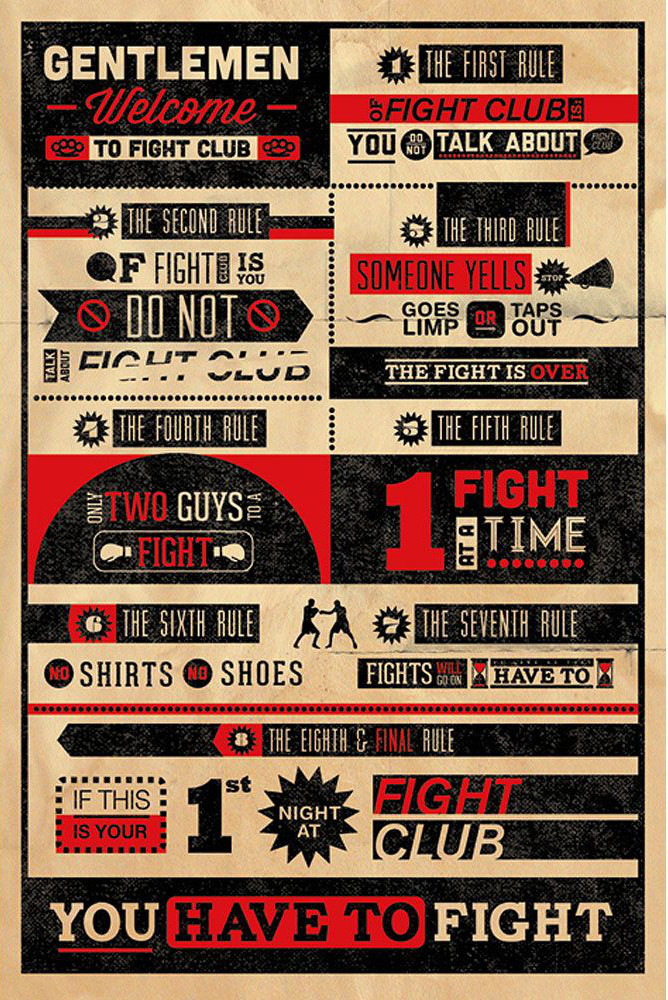 GENTLEMEN
Welcome
TO FIGHT CLUB
1 THE FIRST RULE
OF FIGHT CLUB IS:
YOU DO NOT TALK ABOUT FIGHT CLUB
2 THE SECOND RULE
OF FIGHT CLUB IS YOU
DO NOT
TALK ABOUT FIGHT CLUB
3 THE THIRD RULE
SOMEONE YELLS STOP
GOES LIMP OR TAPS OUT
THE FIGHT IS OVER
4 THE FOURTH RULE
ONLY TWO GUYS TO A
FIGHT
5 THE FIFTH RULE
1 FIGHT
AT A TIME
6 THE SIXTH RULE
NO SHIRTS NO SHOES
7 THE SEVENTH RULE
FIGHTS WILL GO ON AS LONG AS THEY HAVE TO
8 THE EIGHTH & FINAL RULE
IF THIS IS YOUR
1st
NIGHT AT
FIGHT CLUB
YOU HAVE TO FIGHT